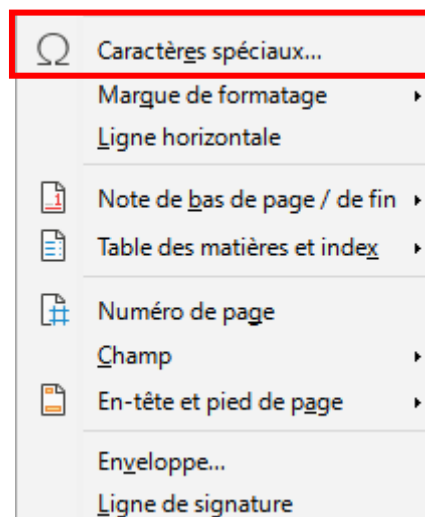 Caractères spéciaux...
Marque de formatage
Ligne horizontale
Note de bas de page / de fin
Table des matières et index
Numéro de page
Champ
En-tête et pied de page
Enveloppe...
Ligne de signature